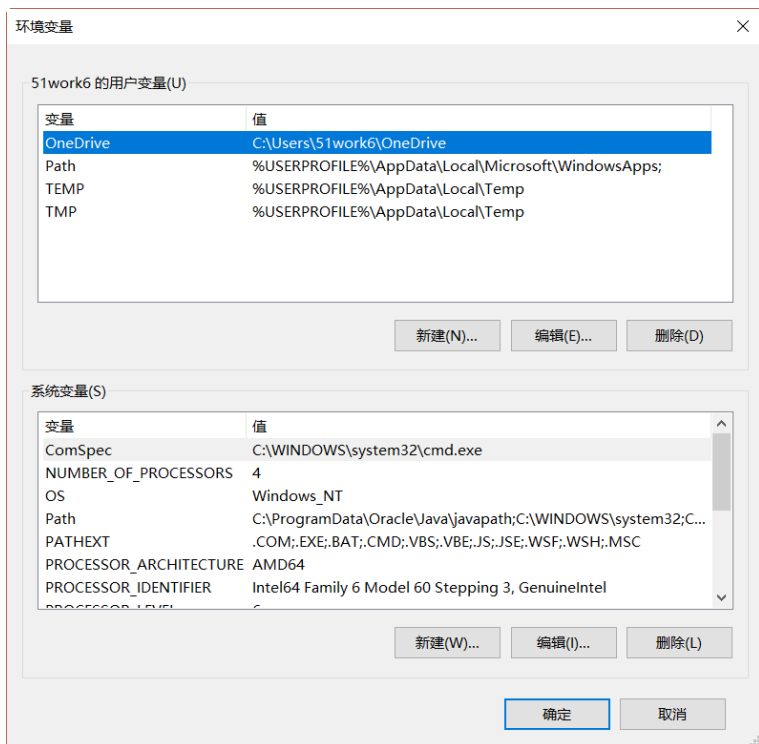 环境变量
51work6 的用户变量(U)
变量 值
OneDrive C:\Users\51work6\OneDrive
Path %USERPROFILE%\AppData\Local\Microsoft\WindowsApps;
TEMP %USERPROFILE%\AppData\Local\Temp
TMP %USERPROFILE%\AppData\Local\Temp
新建(N)... 编辑(E)... 删除(D)
系统变量(S)
变量 值
ComSpec C:\WINDOWS\system32\cmd.exe
NUMBER_OF_PROCESSORS 4
OS Windows_NT
Path C:\ProgramData\Oracle\Java\javapath;C:\WINDOWS\system32;C...
PATHEXT .COM;.EXE;.BAT;.CMD;.VBS;.VBE;.JS;.JSE;.WSF;.WSH;.MSC
PROCESSOR_ARCHITECTURE AMD64
PROCESSOR_IDENTIFIER Intel64 Family 6 Model 60 Stepping 3, GenuineIntel
新建(W)... 编辑(I)... 删除(L)
确定 取消